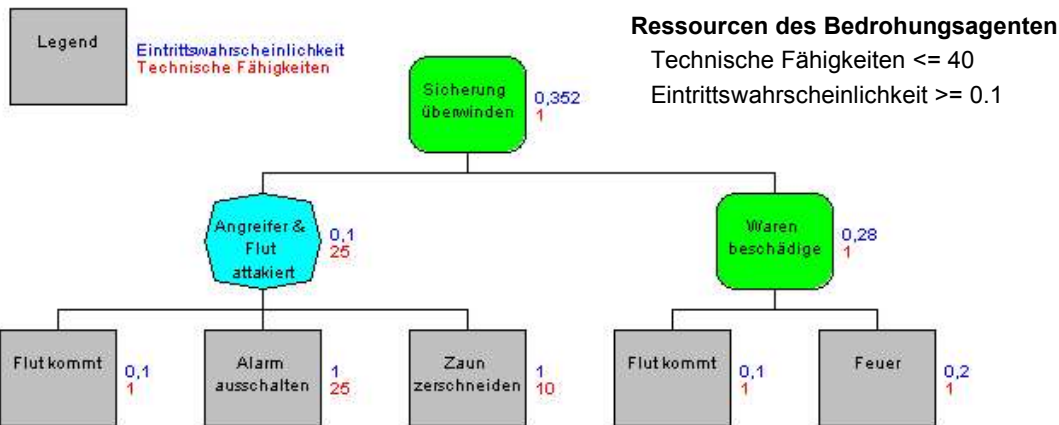 Legend
Eintrittswahrscheinlichkeit
Technische Fähigkeiten
Ressourcen des Bedrohungsagenten
Technische Fähigkeiten <= 40
Eintrittswahrscheinlichkeit >= 0.1
Sicherung
überwinden
0,352
1
Angreifer &
Flut
attakiert
0,1
25
Waren
beschädige
0,28
1
Flut kommt
0,1
1
Alarm
ausschalten
1
25
Zaun
zerschneiden
1
10
Flut kommt
0,1
1
Feuer
0,2
1